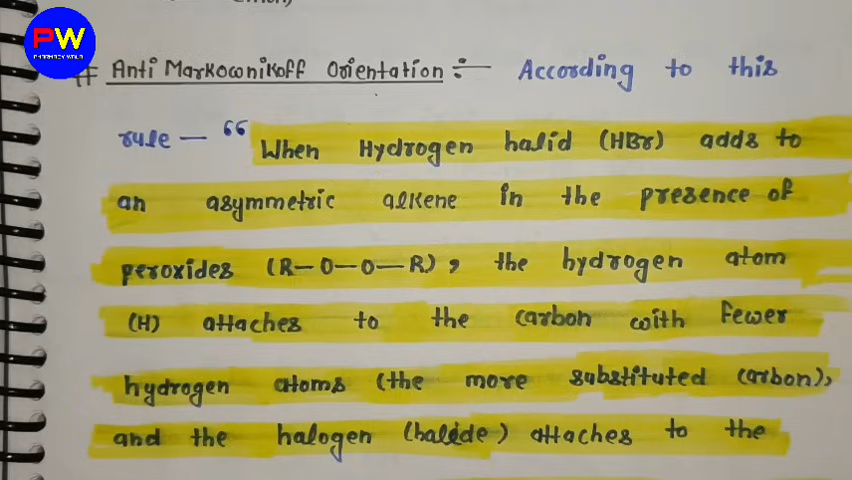 PW
PHARMACY WALA
# Anti Markownikoff Orientation :- According to this
rule — “ When Hydrogen halid (HBr) adds to
an asymmetric alkene in the presence of
peroxides (R-O-O-R), the hydrogen atom
(H) attaches to the carbon with fewer
hydrogen atoms (the more substituted carbon),
and the halogen (halide) attaches to the